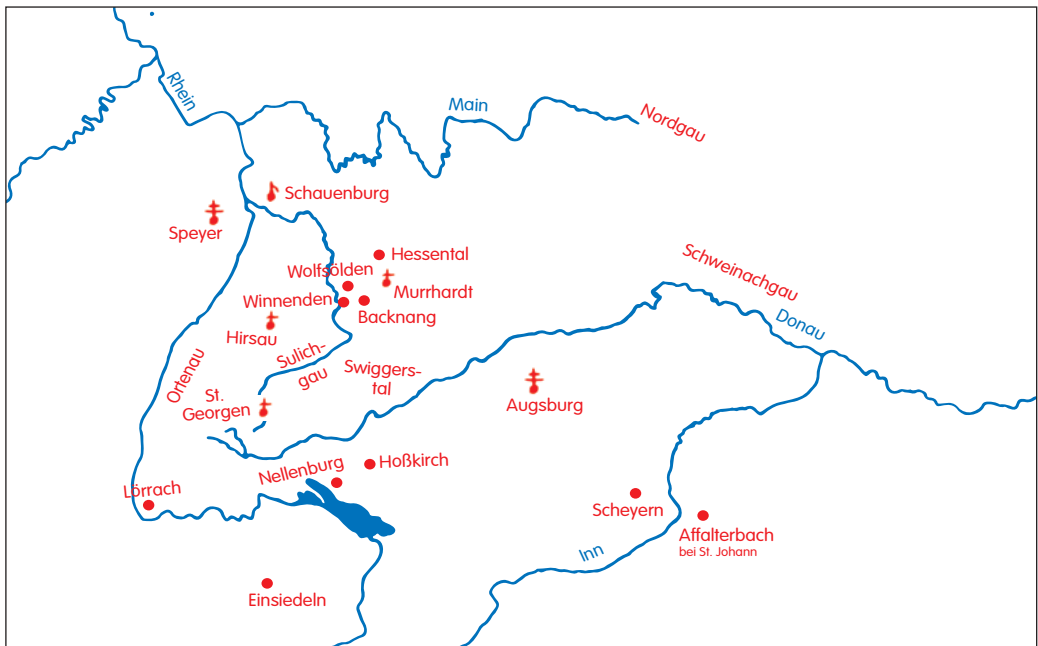 Rhein
Main
Nordgau
Schauenburg
Speyer
Hessental
Wolfsölden
Murrhardt
Winnenden
Backnang
Schweinachgau
Donau
Hirsau
Sulich-
gau
Swiggers-
tal
Ortenau
St.
Georgen
Augsburg
Nellenburg
Hoßkirch
Lörrach
Scheyern
Affalterbach
bei St. Johann
Inn
Einsiedeln